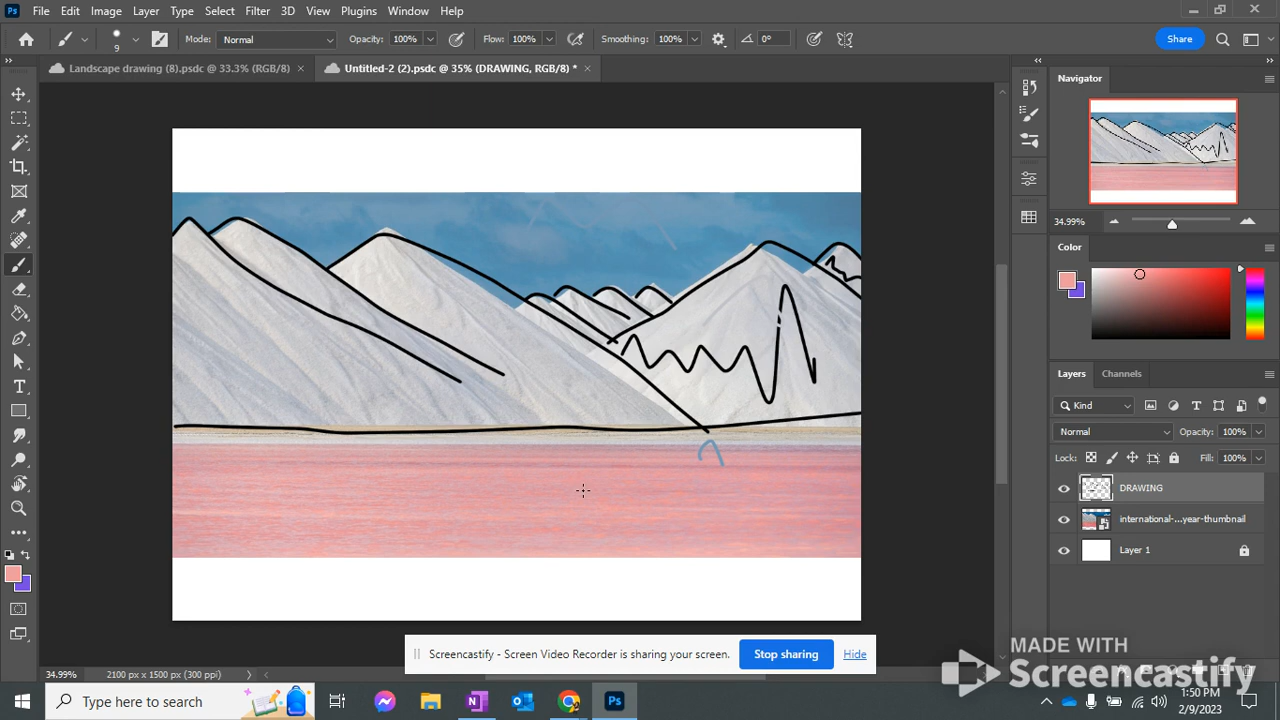 Ps File Edit Image Layer Type Select Filter 3D View Plugins Window Help
9 Mode: Normal Opacity: 100% Flow: 100% Smoothing: 100% 0° Share
Landscape drawing (8).psdc @ 33.3% (RGB/8) × Untitled-2 (2).psdc @ 35% (DRAWING, RGB/8) * ×
Navigator
34.99%
Color
Layers Channels
Kind
Normal Opacity: 100%
Lock: Fill: 100%
DRAWING
international-...year-thumbnail
Layer 1
Screencastify - Screen Video Recorder is sharing your screen. Stop sharing Hide
MADE WITH
Screencastify
34.99% 2100 px x 1500 px (300 ppi)
Type here to search
Ps
1:50 PM
2/9/2023